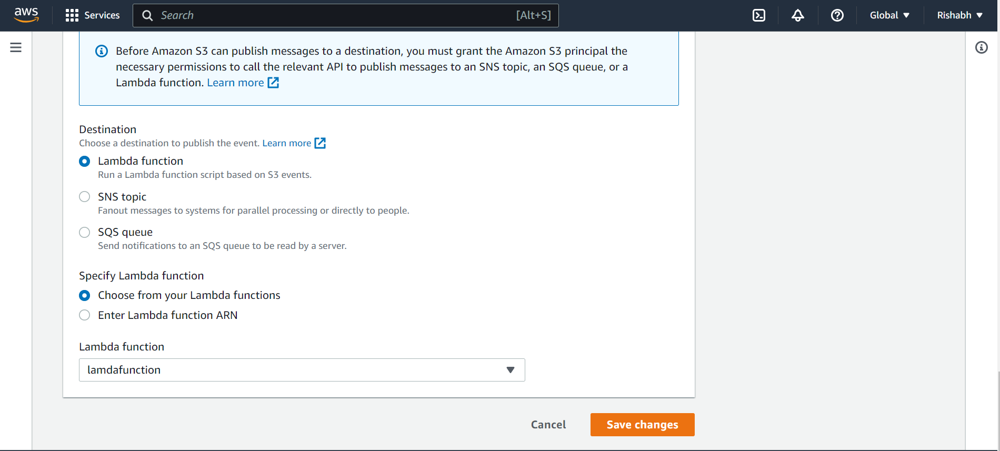 aws Services Search [Alt+S] Global Rishabh
Before Amazon S3 can publish messages to a destination, you must grant the Amazon S3 principal the
necessary permissions to call the relevant API to publish messages to an SNS topic, an SQS queue, or a
Lambda function. Learn more
Destination
Choose a destination to publish the event. Learn more
Lambda function
Run a Lambda function script based on S3 events.
SNS topic
Fanout messages to systems for parallel processing or directly to people.
SQS queue
Send notifications to an SQS queue to be read by a server.
Specify Lambda function
Choose from your Lambda functions
Enter Lambda function ARN
Lambda function
lamdafunction
Cancel Save changes